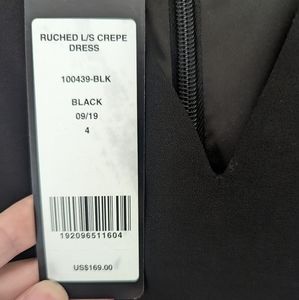 RUCHED L/S CREPE
DRESS
100439-BLK
BLACK
09/19
4
192096511604
US$169.00